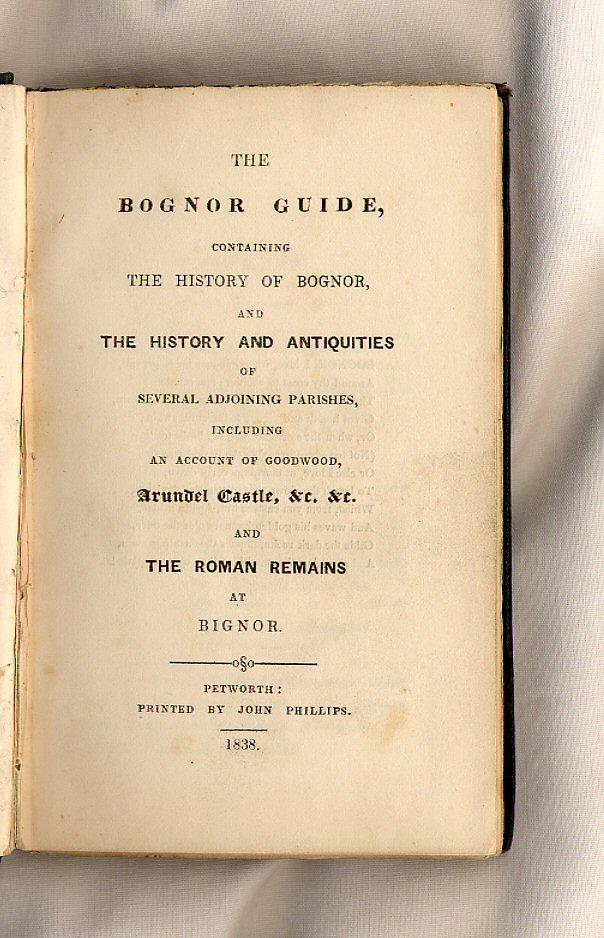 THE
BOGNOR GUIDE,
CONTAINING
THE HISTORY OF BOGNOR,
AND
THE HISTORY AND ANTIQUITIES
OF
SEVERAL ADJOINING PARISHES,
INCLUDING
AN ACCOUNT OF GOODWOOD,
Arundel Castle, &c. &c.
AND
THE ROMAN REMAINS
AT
BIGNOR.
o§o
PETWORTH:
PRINTED BY JOHN PHILLIPS.
1838.